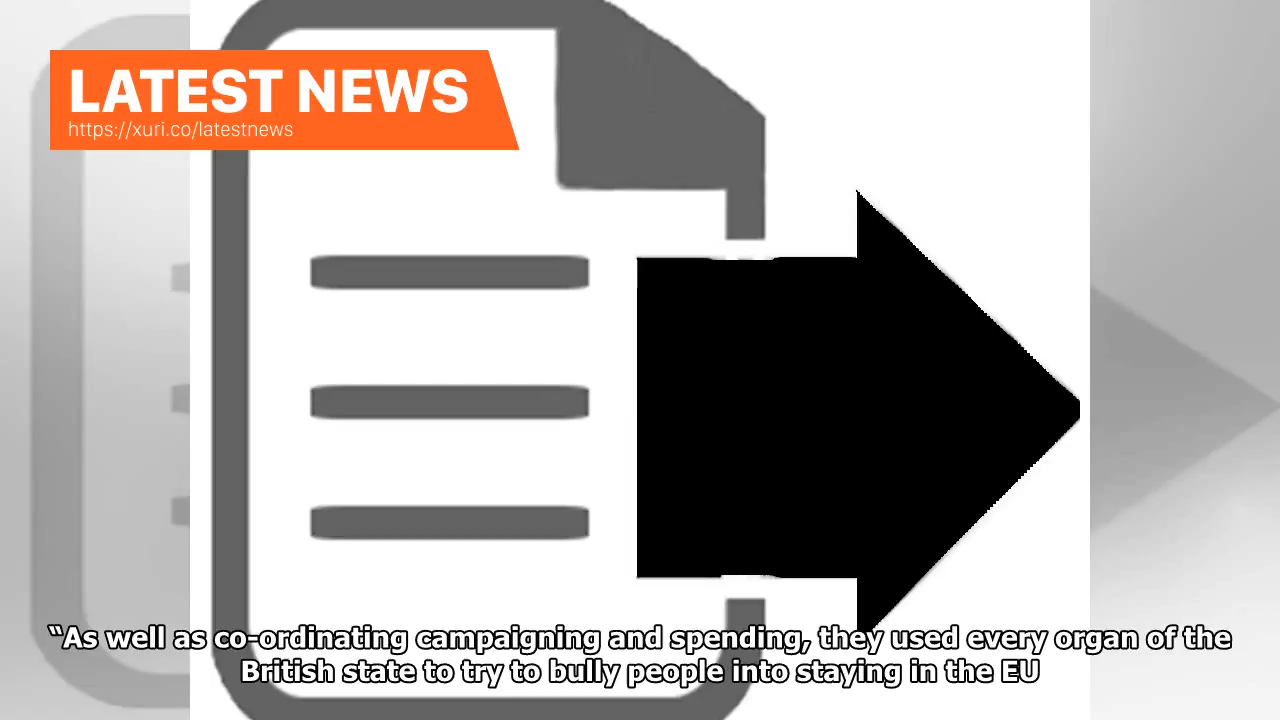 LATEST NEWS
https://xuri.co/latestnews
“As well as co-ordinating campaigning and spending, they used every organ of the
British state to try to bully people into staying in the EU